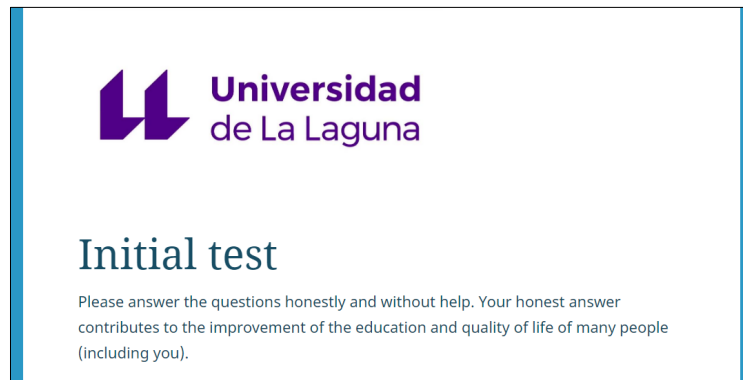 Universidad
de La Laguna
Initial test
Please answer the questions honestly and without help. Your honest answer
contributes to the improvement of the education and quality of life of many people
(including you).